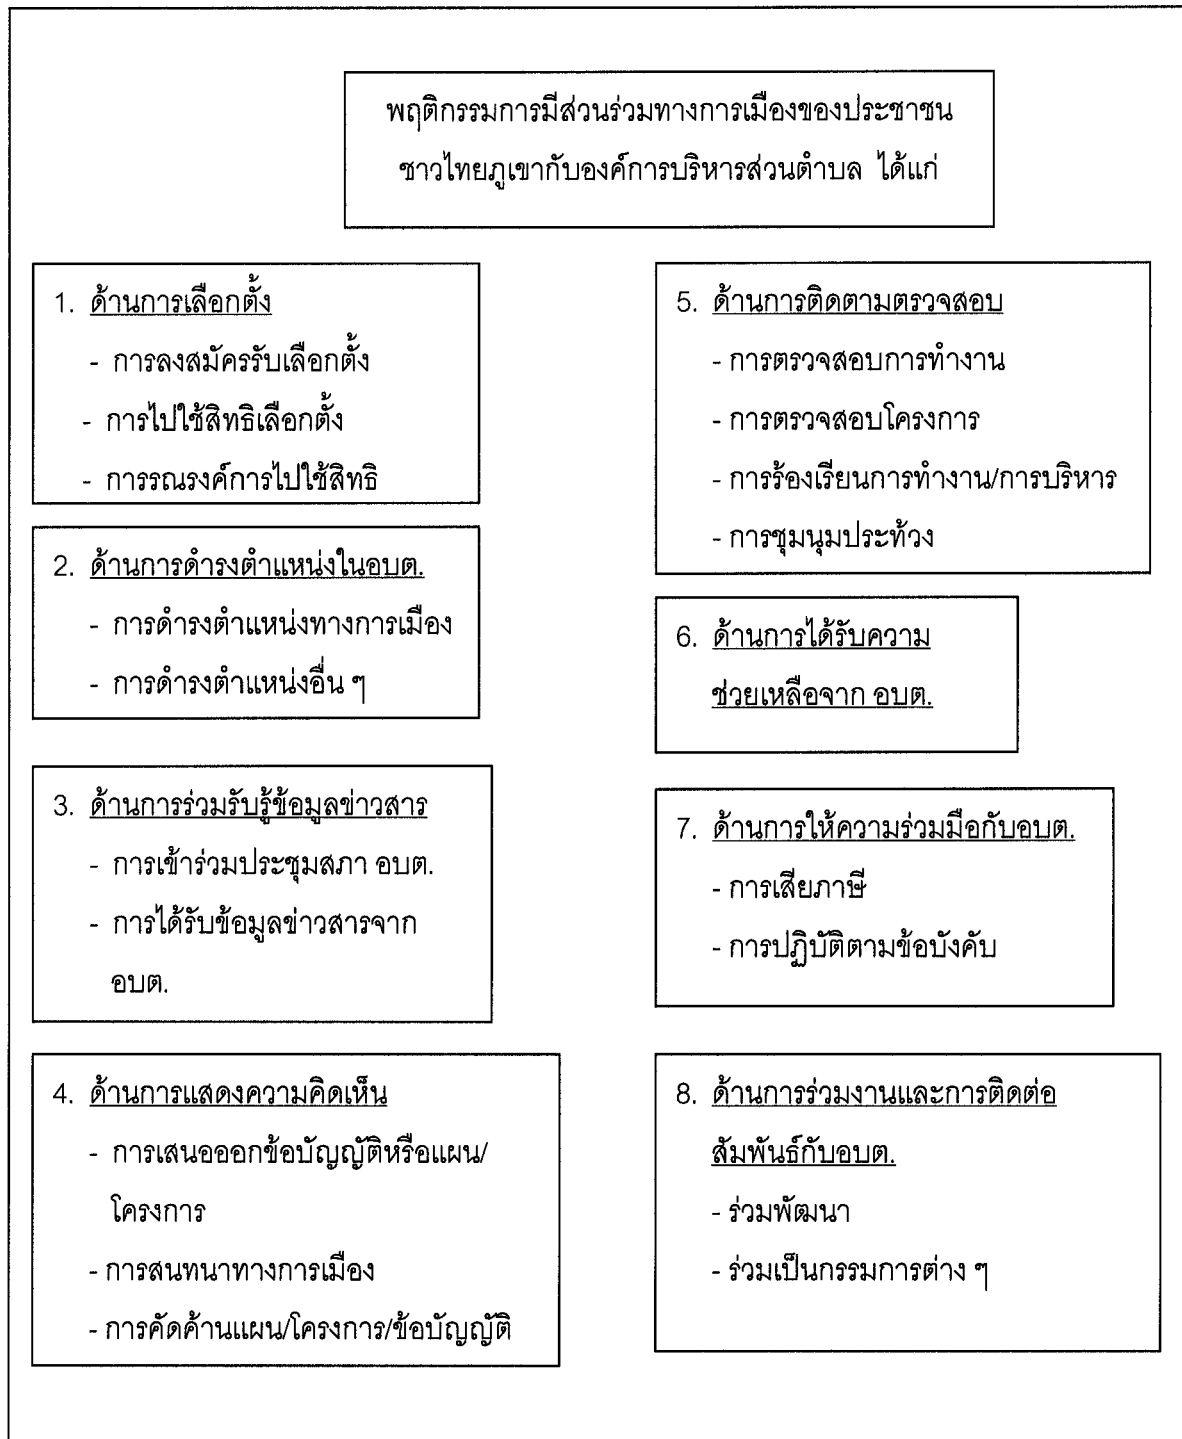 พฤติกรรมการมีส่วนร่วมทางการเมืองของประชาชน
ชาวไทยภูเขากับองค์การบริหารส่วนตำบล ได้แก่
1. ด้านการเลือกตั้ง
- การลงสมัครรับเลือกตั้ง
- การไปใช้สิทธิเลือกตั้ง
- การรณรงค์การไปใช้สิทธิ
2. ด้านการดำรงตำแหน่งในอบต.
- การดำรงตำแหน่งทางการเมือง
- การดำรงตำแหน่งอื่น ๆ
3. ด้านการร่วมรับรู้ข้อมูลข่าวสาร
- การเข้าร่วมประชุมสภา อบต.
- การได้รับข้อมูลข่าวสารจาก
อบต.
4. ด้านการแสดงความคิดเห็น
- การเสนอออกข้อบัญญัติหรือแผน/
โครงการ
- การสนทนาทางการเมือง
- การคัดค้านแผน/โครงการ/ข้อบัญญัติ
5. ด้านการติดตามตรวจสอบ
- การตรวจสอบการทำงาน
- การตรวจสอบโครงการ
- การร้องเรียนการทำงาน/การบริหาร
- การชุมนุมประท้วง
6. ด้านการได้รับความ
ช่วยเหลือจาก อบต.
7. ด้านการให้ความร่วมมือกับอบต.
- การเสียภาษี
- การปฏิบัติตามข้อบังคับ
8. ด้านการร่วมงานและการติดต่อ
สัมพันธ์กับอบต.
- ร่วมพัฒนา
- ร่วมเป็นกรรมการต่าง ๆ